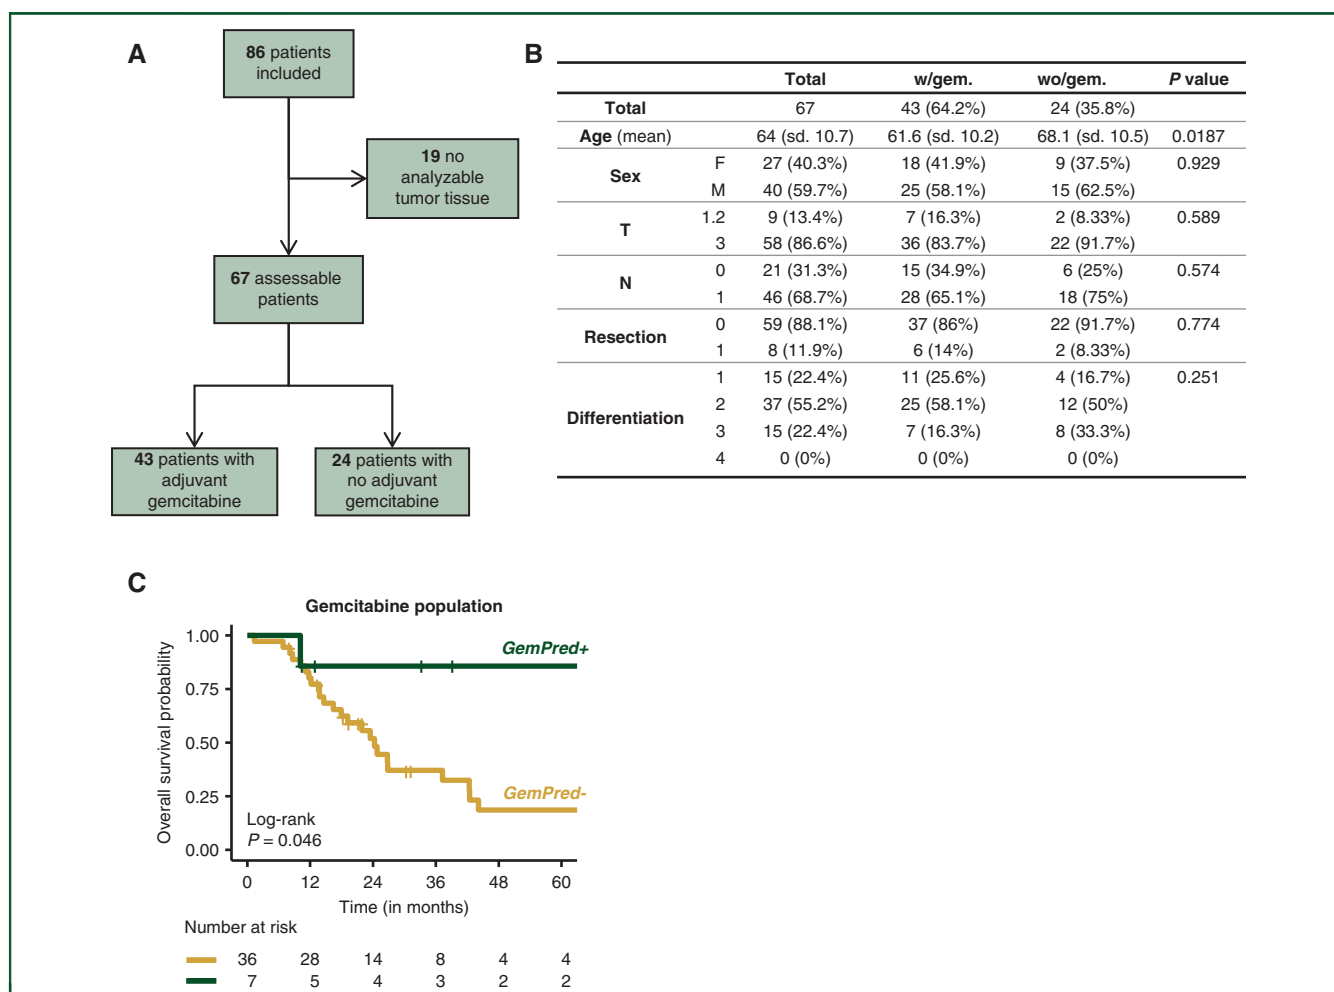 A
86 patients
included
19 no
analyzable
tumor tissue
67 assessable
patients
43 patients with
adjuvant
gemcitabine
24 patients with
no adjuvant
gemcitabine
B
Total w/gem. wo/gem. P value
Total 67 43 (64.2%) 24 (35.8%)
Age (mean) 64 (sd. 10.7) 61.6 (sd. 10.2) 68.1 (sd. 10.5) 0.0187
Sex F 27 (40.3%) 18 (41.9%) 9 (37.5%) 0.929
M 40 (59.7%) 25 (58.1%) 15 (62.5%)
T 1.2 9 (13.4%) 7 (16.3%) 2 (8.33%) 0.589
3 58 (86.6%) 36 (83.7%) 22 (91.7%)
N 0 21 (31.3%) 15 (34.9%) 6 (25%) 0.574
1 46 (68.7%) 28 (65.1%) 18 (75%)
Resection 0 59 (88.1%) 37 (86%) 22 (91.7%) 0.774
1 8 (11.9%) 6 (14%) 2 (8.33%)
Differentiation 1 15 (22.4%) 11 (25.6%) 4 (16.7%) 0.251
2 37 (55.2%) 25 (58.1%) 12 (50%)
3 15 (22.4%) 7 (16.3%) 8 (33.3%)
4 0 (0%) 0 (0%) 0 (0%)
C
Gemcitabine population
Overall survival probability
1.00
0.75
0.50
0.25
0.00
GemPred+
GemPred-
Log-rank
P = 0.046
0 12 24 36 48 60
Time (in months)
Number at risk
36 28 14 8 4 4
7 5 4 3 2 2